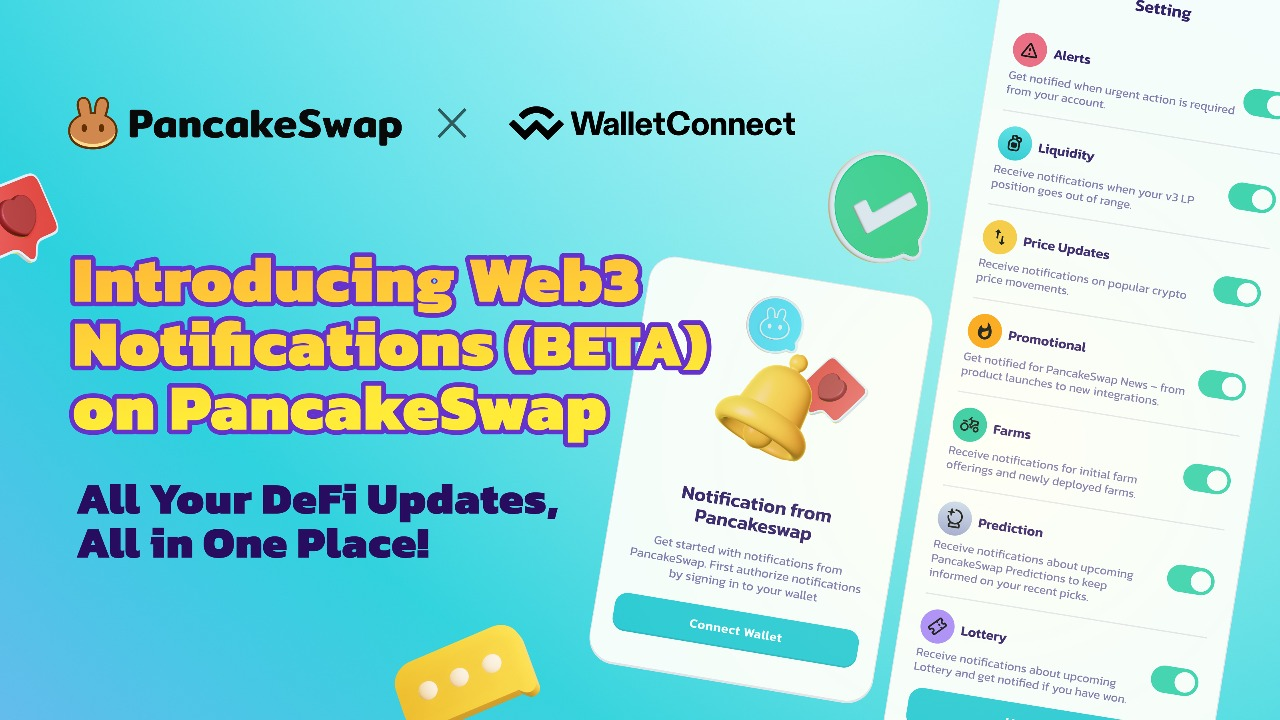 PancakeSwap
WalletConnect
Introducing Web3
Notifications (BETA)
on PancakeSwap
All Your DeFi Updates,
All in One Place!
Notification from
Pancakeswap
Get started with notifications from
PancakeSwap. First authorize notifications
by signing in to your wallet
Connect Wallet
Setting
Alerts
Get notified when urgent action is required
from your account.
Liquidity
Receive notifications when your v3 LP
position goes out of range.
Price Updates
Receive notifications on popular crypto
price movements.
Promotional
Get notified for PancakeSwap News – from
product launches to new integrations.
Farms
Receive notifications for initial farm
offerings and newly deployed farms.
Prediction
Receive notifications about upcoming
PancakeSwap Predictions to keep
informed on your recent picks.
Lottery
Receive notifications about upcoming
Lottery and get notified if you have won.